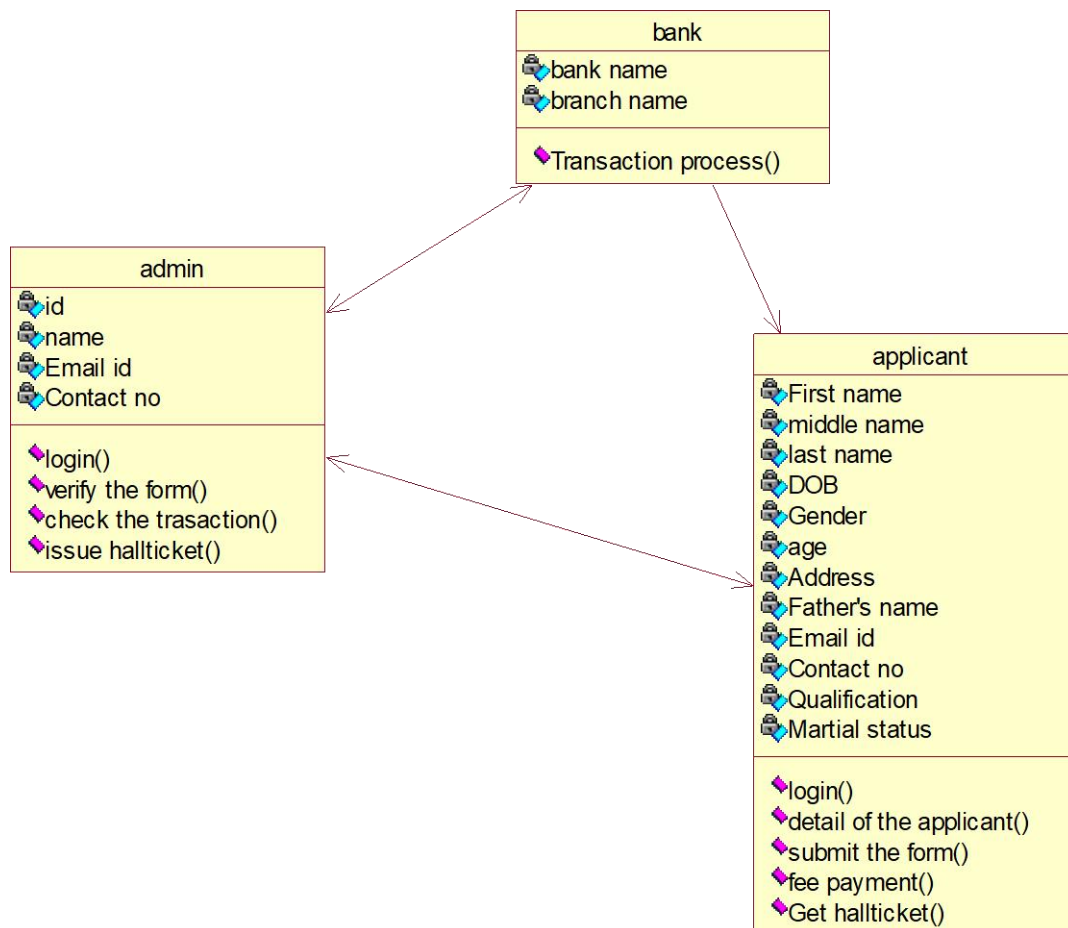 bank
bank name
branch name
Transaction process()
admin
id
name
Email id
Contact no
login()
verify the form()
check the trasaction()
issue hallticket()
applicant
First name
middle name
last name
DOB
Gender
age
Address
Father's name
Email id
Contact no
Qualification
Martial status
login()
detail of the applicant()
submit the form()
fee payment()
Get hallticket()